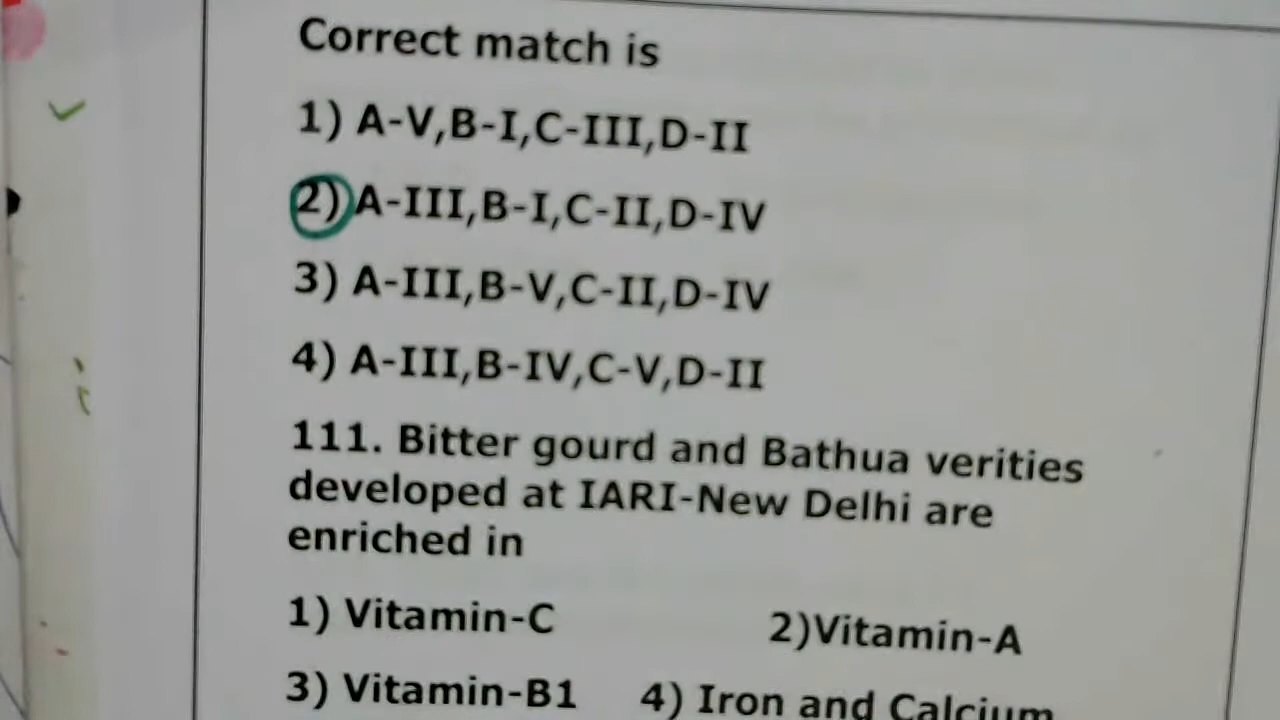 Correct match is
1) A-V,B-I,C-III,D-II
2) A-III,B-I,C-II,D-IV
3) A-III,B-V,C-II,D-IV
4) A-III,B-IV,C-V,D-II
111. Bitter gourd and Bathua verities
developed at IARI-New Delhi are
enriched in
1) Vitamin-C 2)Vitamin-A
3) Vitamin-B1 4) Iron and Calcium